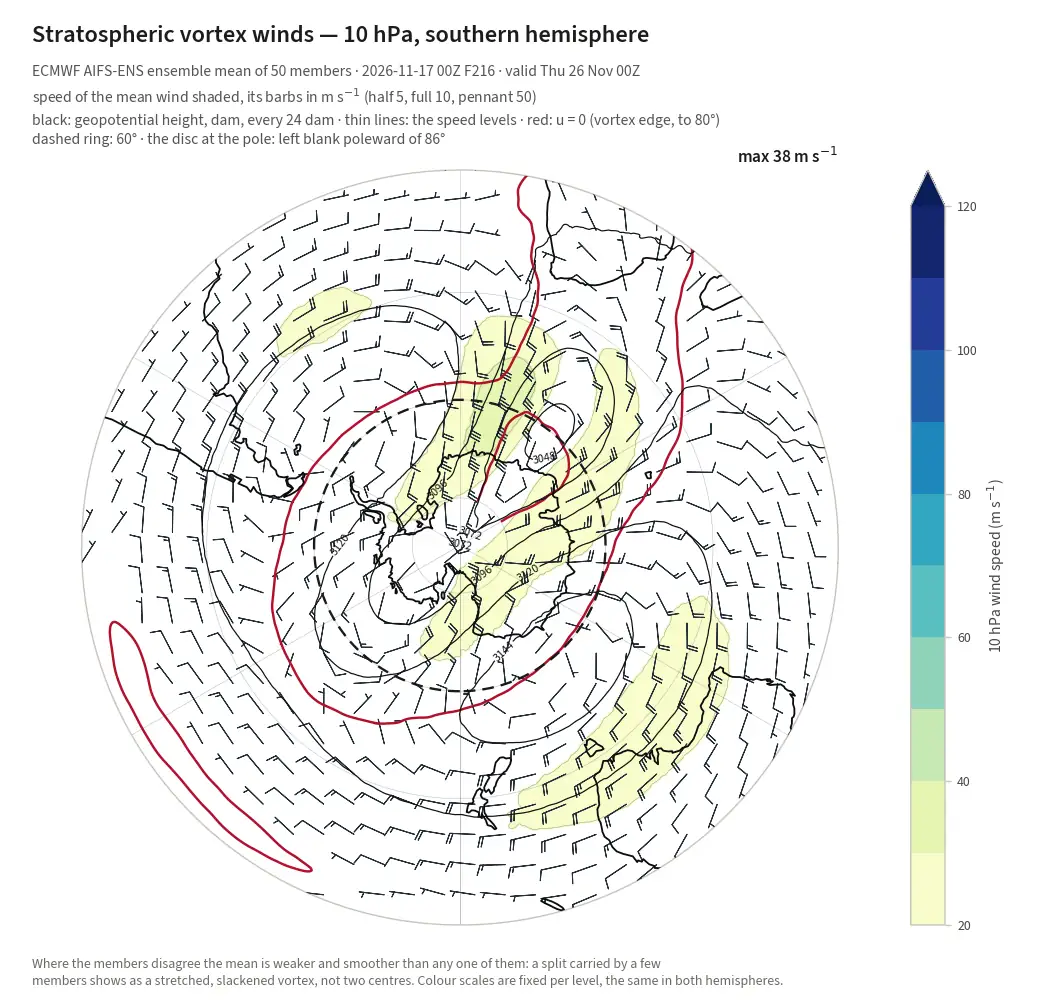 Stratospheric vortex winds — 10 hPa, southern hemisphere
ECMWF AIFS-ENS ensemble mean of 50 members · 2026-11-17 00Z F216 · valid Thu 26 Nov 00Z
speed of the mean wind shaded, its barbs in m s⁻¹ (half 5, full 10, pennant 50)
black: geopotential height, dam, every 24 dam · thin lines: the speed levels · red: u = 0 (vortex edge, to 80°)
dashed ring: 60° · the disc at the pole: left blank poleward of 86°
max 38 m s⁻¹
120
100
80
60
40
20
10 hPa wind speed (m s⁻¹)
3048
3096
3120
3072
3096
3120
3144
Where the members disagree the mean is weaker and smoother than any one of them: a split carried by a few
members shows as a stretched, slackened vortex, not two centres. Colour scales are fixed per level, the same in both hemispheres.